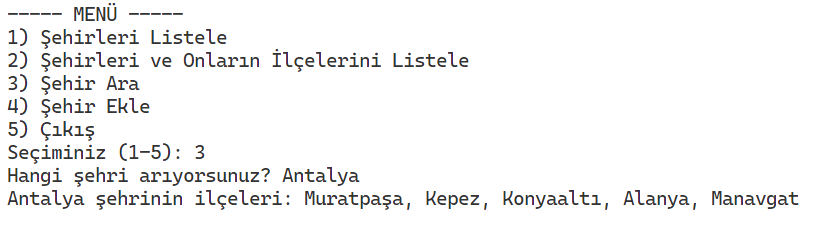 ----- MENÜ -----
1) Şehirleri Listele
2) Şehirleri ve Onların İlçelerini Listele
3) Şehir Ara
4) Şehir Ekle
5) Çıkış
Seçiminiz (1-5): 3
Hangi şehri arıyorsunuz? Antalya
Antalya şehrinin ilçeleri: Muratpaşa, Kepez, Konyaaltı, Alanya, Manavgat